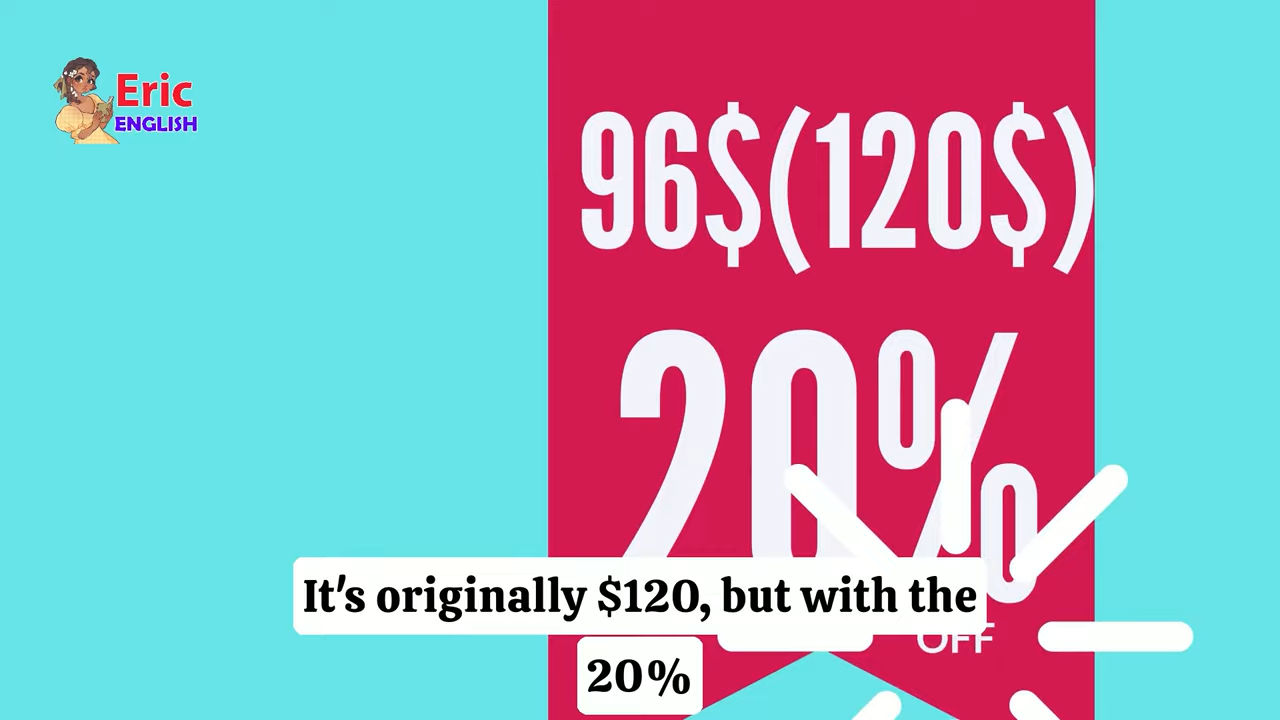 Eric
ENGLISH
96$(120$)
20%
OFF
It's originally $120, but with the
20%